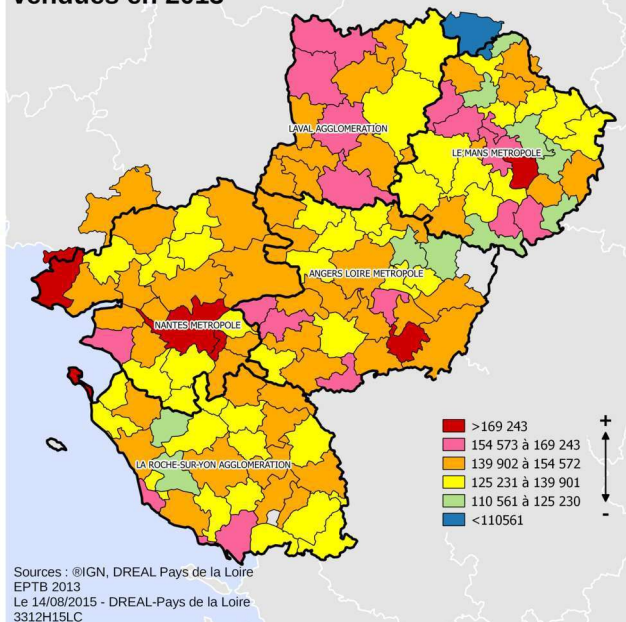 vendues en 2013
LAVAL AGGLOMERATION
LE MANS METROPOLE
ANGERS LOIRE METROPOLE
NANTES METROPOLE
LA ROCHE-SUR-YON AGGLOMERATION
>169 243
154 573 à 169 243
139 902 à 154 572
125 231 à 139 901
110 561 à 125 230
<110561
+
-
Sources : ®IGN, DREAL Pays de la Loire
EPTB 2013
Le 14/08/2015 - DREAL-Pays de la Loire
3312H15LC